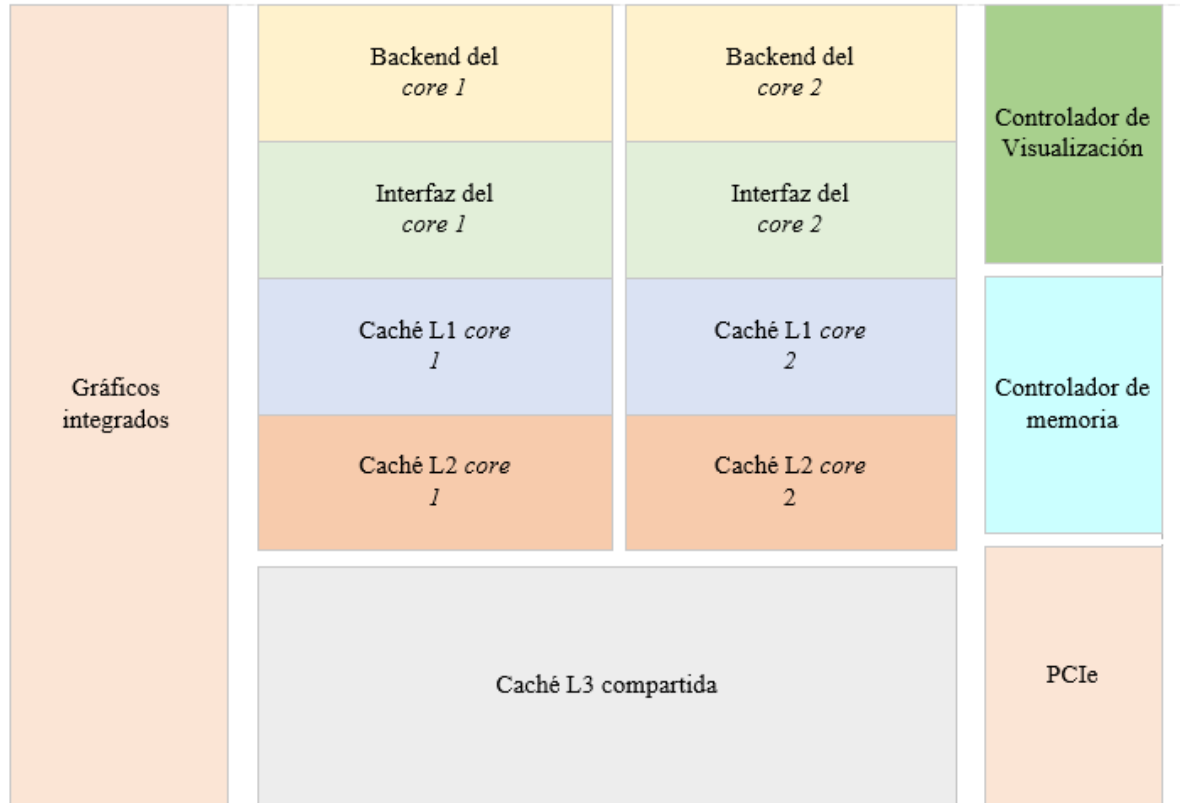 Gráficos
integrados
Backend del
core 1
Interfaz del
core 1
Caché L1 core
1
Caché L2 core
1
Backend del
core 2
Interfaz del
core 2
Caché L1 core
2
Caché L2 core
2
Caché L3 compartida
Controlador de
Visualización
Controlador de
memoria
PCIe